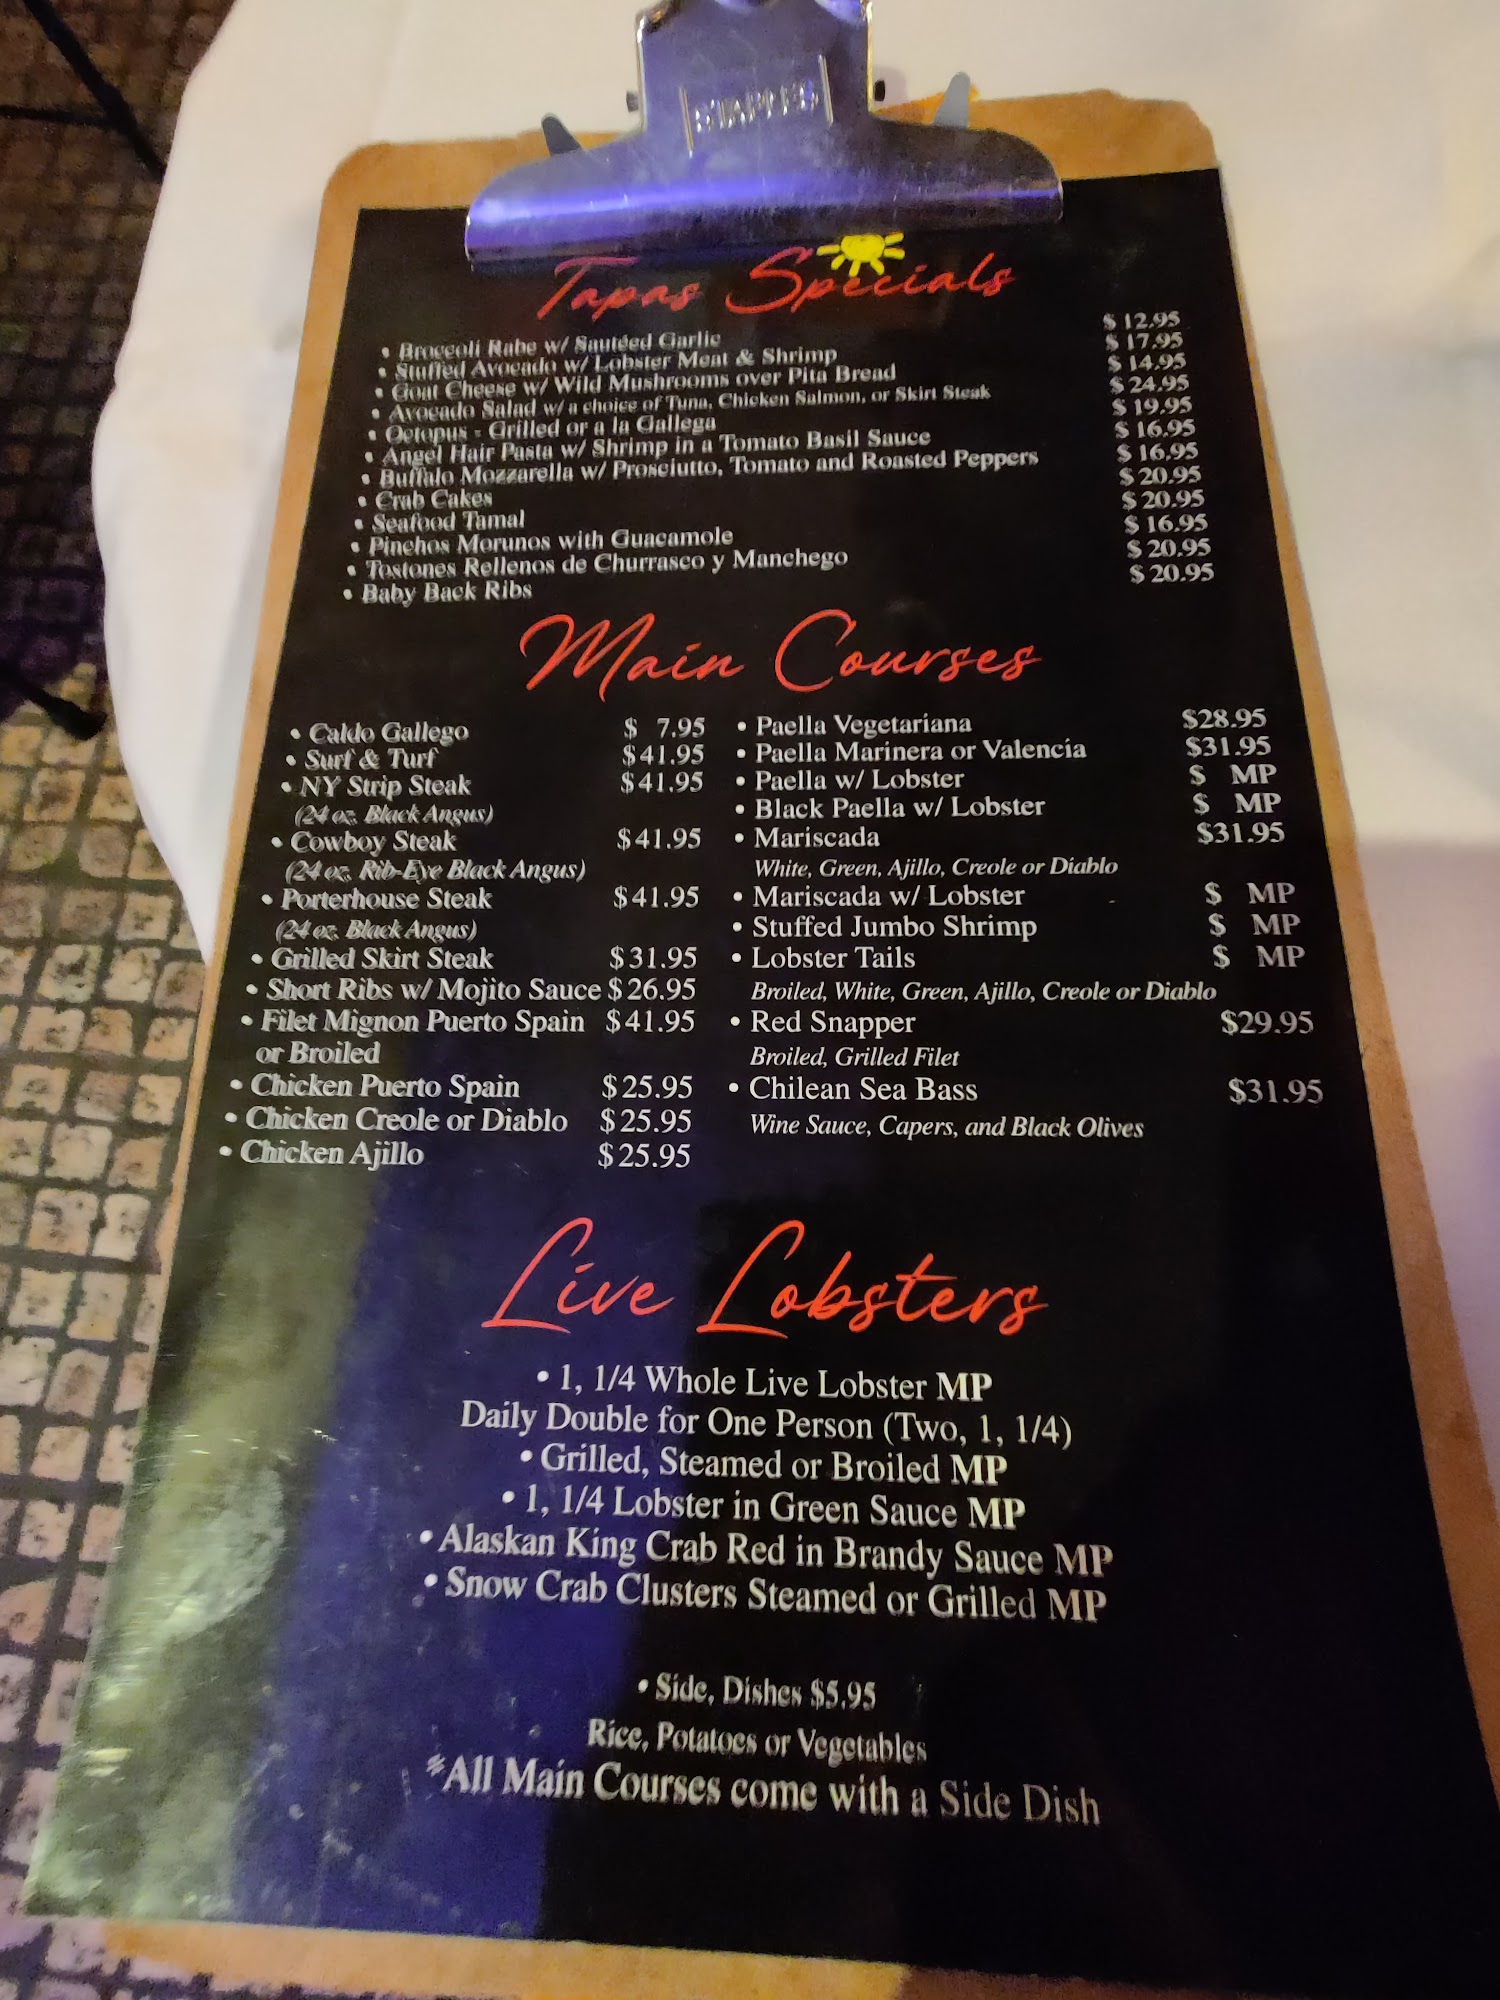 STAPLES
Tapas Specials
• Broccoli Rabe w/ Sautéed Garlic $ 12.95
• Stuffed Avocado w/ Lobster Meat & Shrimp $ 17.95
• Goat Cheese w/ Wild Mushrooms over Pita Bread $ 14.95
• Avocado Salad w/ a choice of Tuna, Chicken Salmon, or Skirt Steak $ 24.95
• Octopus - Grilled or a la Gallega $ 19.95
• Angel Hair Pasta w/ Shrimp in a Tomato Basil Sauce $ 16.95
• Buffalo Mozzarella w/ Prosciutto, Tomato and Roasted Peppers $ 16.95
• Crab Cakes $ 20.95
• Seafood Tamal $ 20.95
• Pinchos Morunos with Guacamole $ 16.95
• Tostones Rellenos de Churrasco y Manchego $ 20.95
• Baby Back Ribs $ 20.95
Main Courses
• Caldo Gallego $ 7.95
• Surf & Turf $41.95
• NY Strip Steak $41.95
(24 oz. Black Angus)
• Cowboy Steak $41.95
(24 oz. Rib-Eye Black Angus)
• Porterhouse Steak $41.95
(24 oz. Black Angus)
• Grilled Skirt Steak $31.95
• Short Ribs w/ Mojito Sauce $26.95
• Filet Mignon Puerto Spain $41.95
or Broiled
• Chicken Puerto Spain $25.95
• Chicken Creole or Diablo $25.95
• Chicken Ajillo $25.95
• Paella Vegetariana $28.95
• Paella Marinera or Valencia $31.95
• Paella w/ Lobster $ MP
• Black Paella w/ Lobster $ MP
• Mariscada $31.95
White, Green, Ajillo, Creole or Diablo
• Mariscada w/ Lobster $ MP
• Stuffed Jumbo Shrimp $ MP
• Lobster Tails $ MP
Broiled, White, Green, Ajillo, Creole or Diablo
• Red Snapper $29.95
Broiled, Grilled Filet
• Chilean Sea Bass $31.95
Wine Sauce, Capers, and Black Olives
Live Lobsters
• 1, 1/4 Whole Live Lobster MP
Daily Double for One Person (Two, 1, 1/4)
• Grilled, Steamed or Broiled MP
• 1, 1/4 Lobster in Green Sauce MP
• Alaskan King Crab Red in Brandy Sauce MP
• Snow Crab Clusters Steamed or Grilled MP
• Side, Dishes $5.95
Rice, Potatoes or Vegetables
*All Main Courses come with a Side Dish